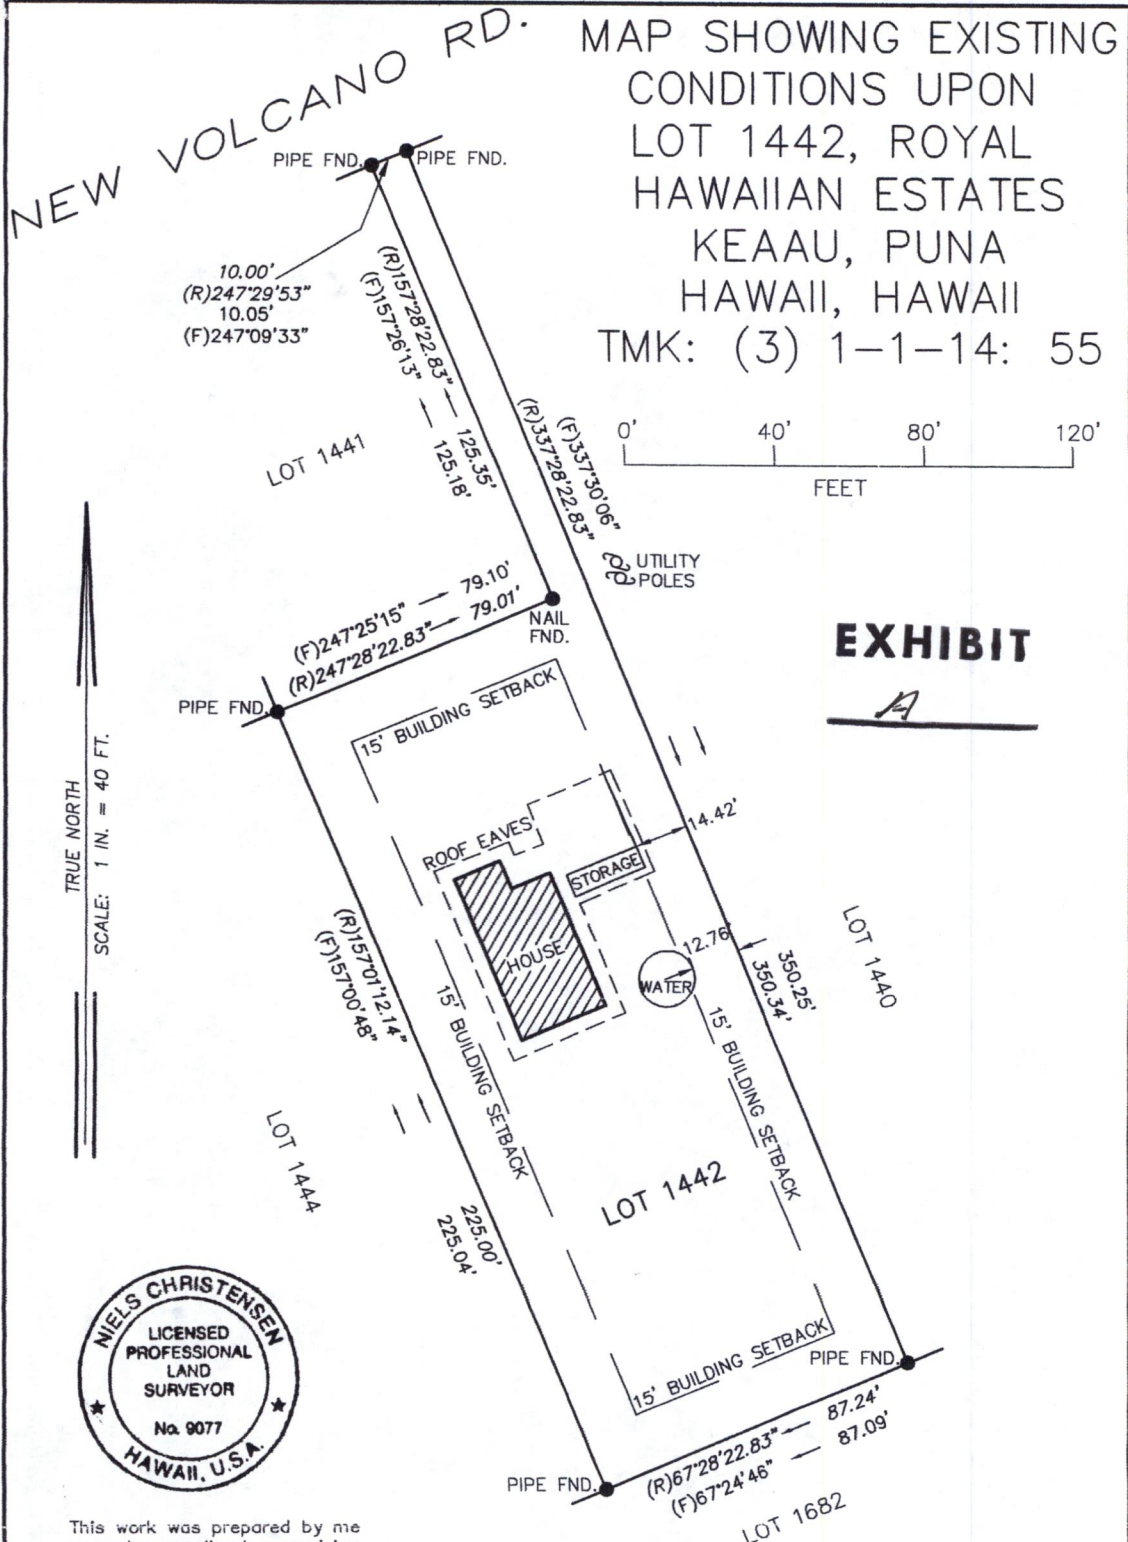 NEW VOLCANO RD.
MAP SHOWING EXISTING
CONDITIONS UPON
LOT 1442, ROYAL
HAWAIIAN ESTATES
KEAAU, PUNA
HAWAII, HAWAII
TMK: (3) 1-1-14: 55
PIPE FND.
PIPE FND.
10.00'
(R)247°29'53"
10.05'
(F)247°09'33"
(R)157°28'22.83" 125.35'
(F)157°26'13" 125.18'
(F)337°30'06"
(R)337°28'22.83"
0' 40' 80' 120'
FEET
LOT 1441
UTILITY
POLES
(F)247°25'15" 79.10'
(R)247°28'22.83" 79.01'
NAIL
FND.
EXHIBIT
A
PIPE FND.
15' BUILDING SETBACK
TRUE NORTH
SCALE: 1 IN. = 40 FT.
14.42'
ROOF EAVES
STORAGE
HOUSE
12.76'
WATER
350.25'
350.34'
LOT 1440
(R)157°01'12.14"
(F)157°00'48"
15' BUILDING SETBACK
15' BUILDING SETBACK
LOT 1444
LOT 1442
225.00'
225.04'
15' BUILDING SETBACK
PIPE FND.
PIPE FND.
(R)67°28'22.83" 87.24'
(F)67°24'46" 87.09'
LOT 1682
NIELS CHRISTENSEN
LICENSED
PROFESSIONAL
LAND
SURVEYOR
No. 9077
HAWAII, U.S.A.
This work was prepared by me